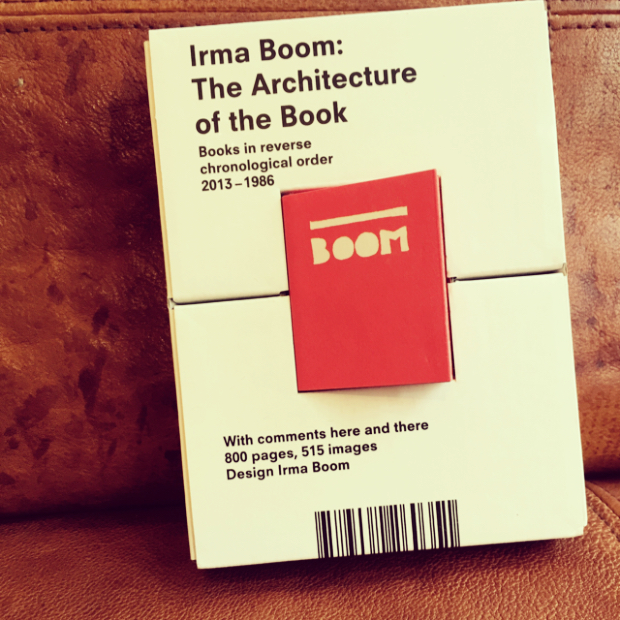 Irma Boom:
The Architecture
of the Book
Books in reverse
chronological order
2013–1986
BOOM
With comments here and there
800 pages, 515 images
Design Irma Boom